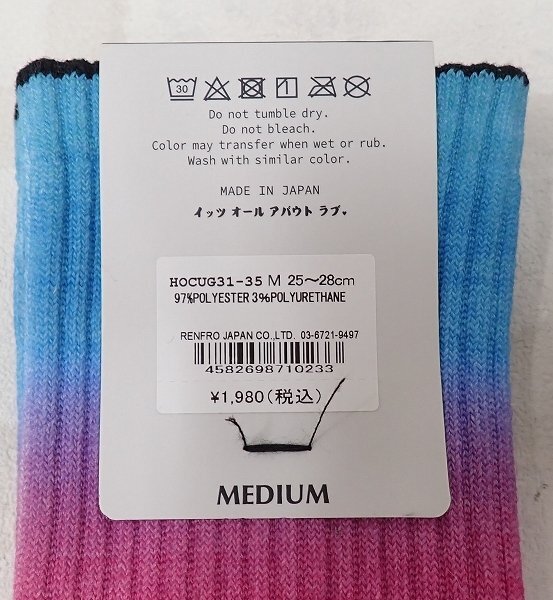 30
Do not tumble dry.
Do not bleach.
Color may transfer when wet or rub.
Wash with similar color.
MADE IN JAPAN
イッツ オール アバウト ラブ。
HOCUG31-35 M 25～28cm
97%POLYESTER 3%POLYURETHANE
RENFRO JAPAN CO.,LTD. 03-6721-9497
4582698710233
¥1,980(税込)
MEDIUM